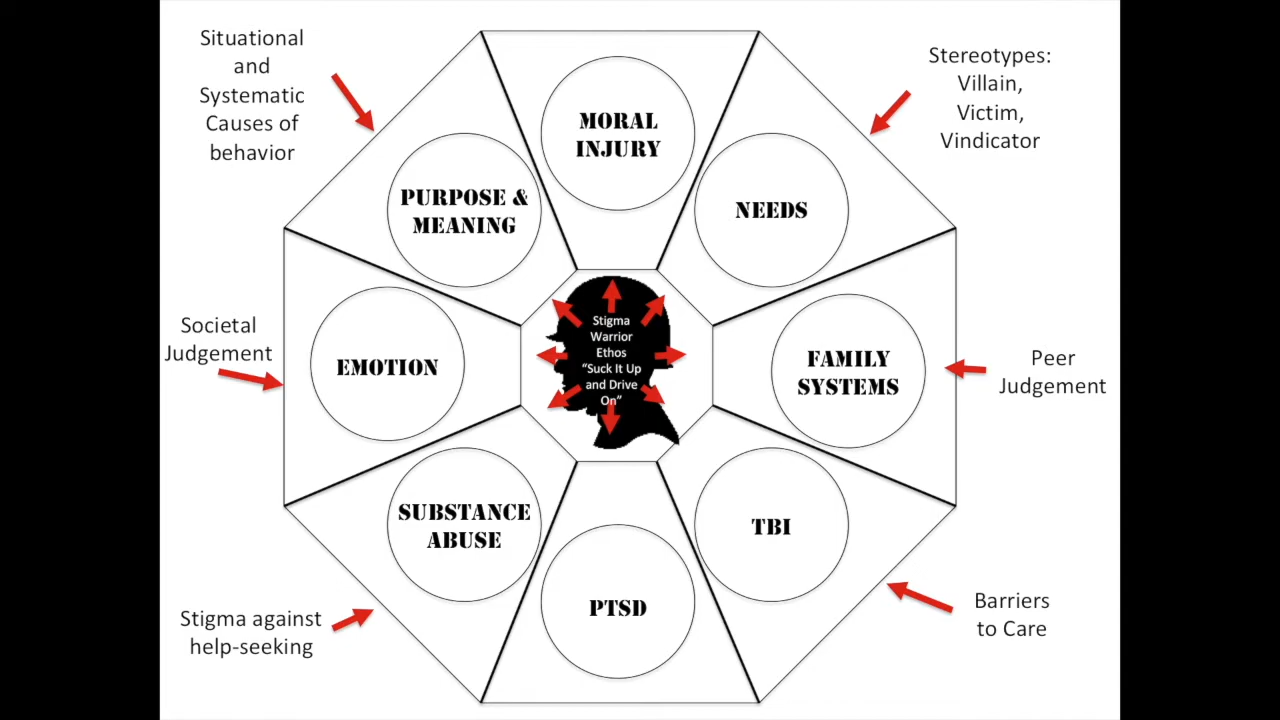 Situational
and
Systematic
Causes of
behavior
Stereotypes:
Villain,
Victim,
Vindicator
MORAL
INJURY
PURPOSE &
MEANING
NEEDS
Societal
Judgement
EMOTION
Stigma
Warrior
Ethos
“Suck It Up
and Drive
On”
FAMILY
SYSTEMS
Peer
Judgement
SUBSTANCE
ABUSE
TBI
PTSD
Stigma against
help-seeking
Barriers
to Care